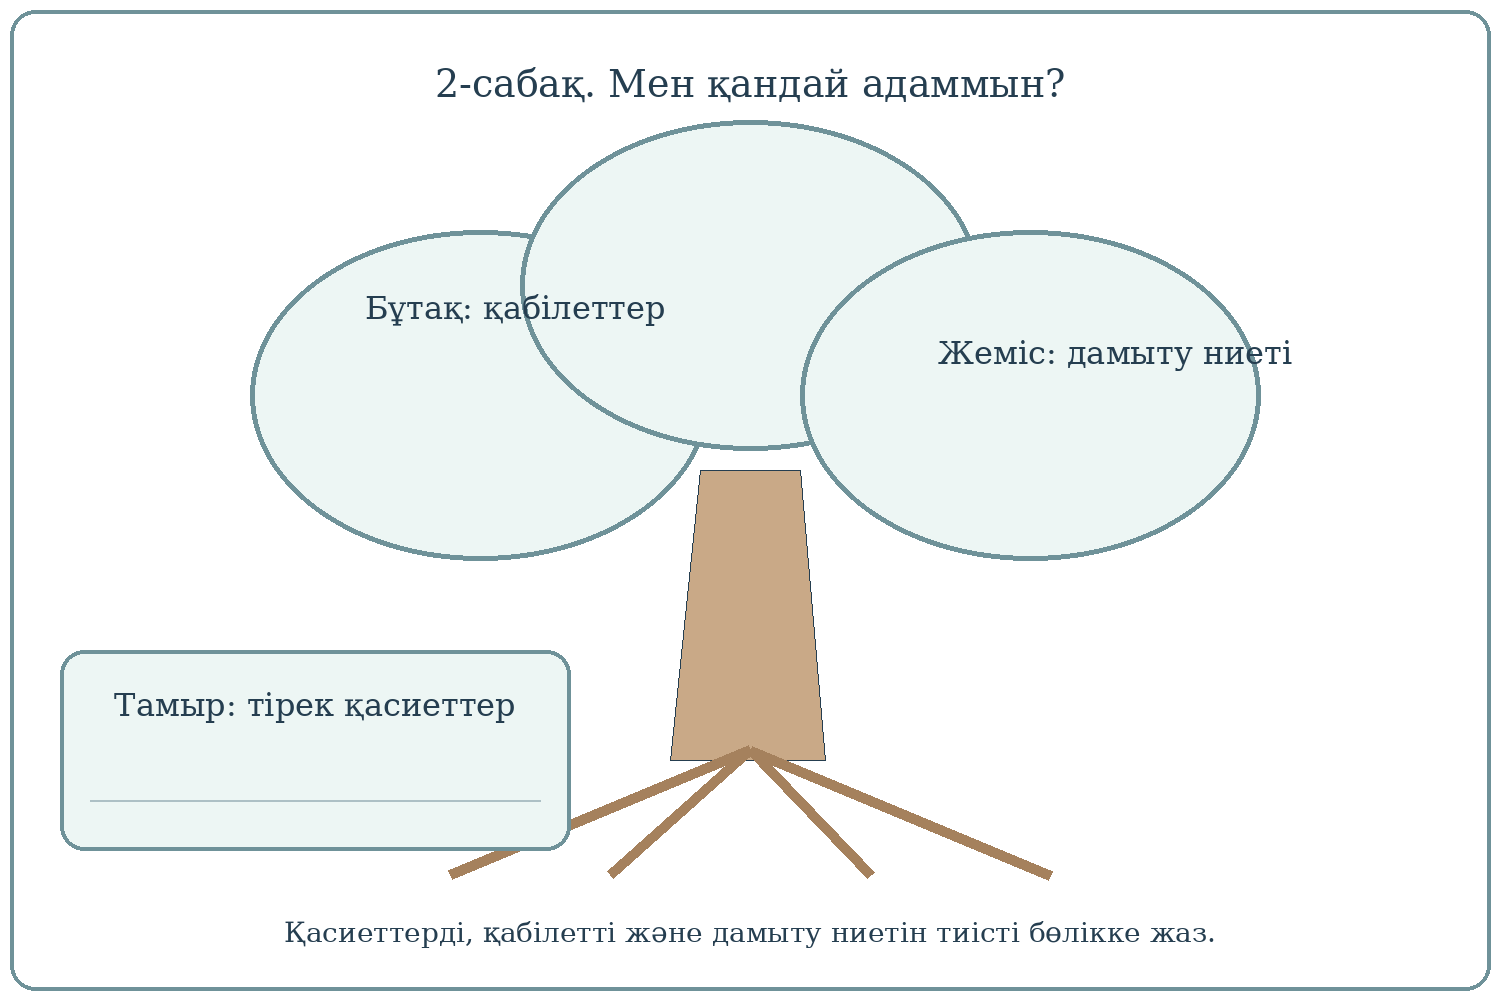 2-сабақ. Мен қандай адаммын?
Бұтақ: қабілеттер
Жеміс: дамыту ниеті
Тамыр: тірек қасиеттер
Қасиеттерді, қабілетті және дамыту ниетін тиісті бөлікке жаз.